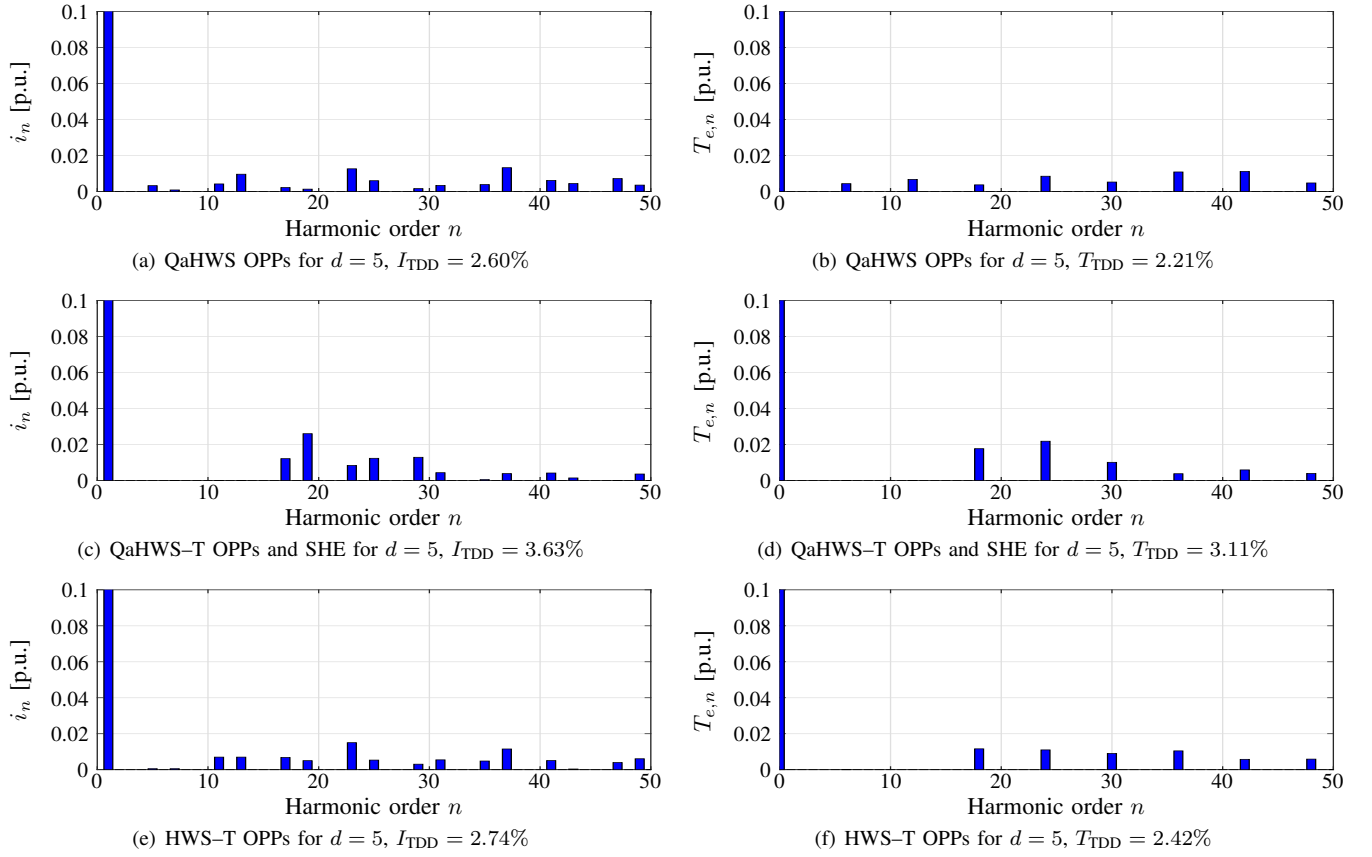 0.1
0.08
0.06
0.04
0.02
0
i_n [p.u.]
0 10 20 30 40 50
Harmonic order n
(a) QaHWS OPPs for d = 5, I_TDD = 2.60%
0.1
0.08
0.06
0.04
0.02
0
T_{e,n} [p.u.]
0 10 20 30 40 50
Harmonic order n
(b) QaHWS OPPs for d = 5, T_TDD = 2.21%
0.1
0.08
0.06
0.04
0.02
0
i_n [p.u.]
0 10 20 30 40 50
Harmonic order n
(c) QaHWS–T OPPs and SHE for d = 5, I_TDD = 3.63%
0.1
0.08
0.06
0.04
0.02
0
T_{e,n} [p.u.]
0 10 20 30 40 50
Harmonic order n
(d) QaHWS–T OPPs and SHE for d = 5, T_TDD = 3.11%
0.1
0.08
0.06
0.04
0.02
0
i_n [p.u.]
0 10 20 30 40 50
Harmonic order n
(e) HWS–T OPPs for d = 5, I_TDD = 2.74%
0.1
0.08
0.06
0.04
0.02
0
T_{e,n} [p.u.]
0 10 20 30 40 50
Harmonic order n
(f) HWS–T OPPs for d = 5, T_TDD = 2.42%